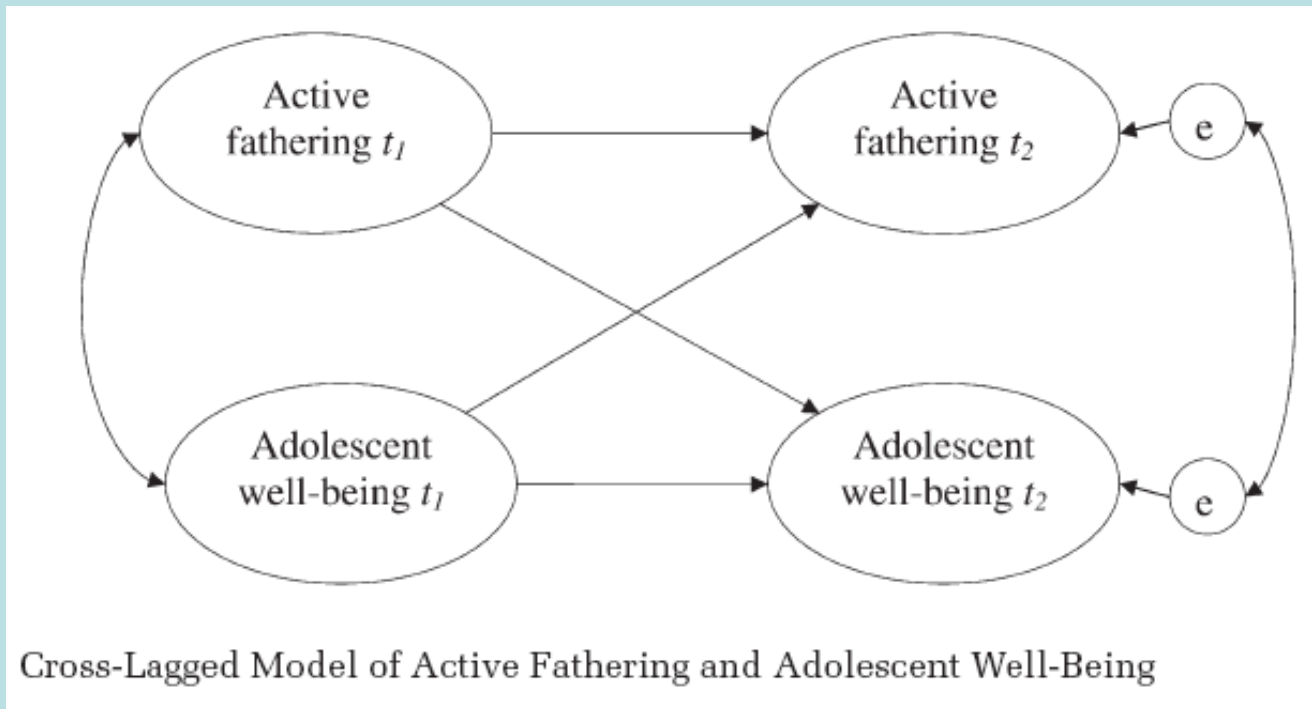 Active
fathering t1
Active
fathering t2
e
Adolescent
well-being t1
Adolescent
well-being t2
e
Cross-Lagged Model of Active Fathering and Adolescent Well-Being